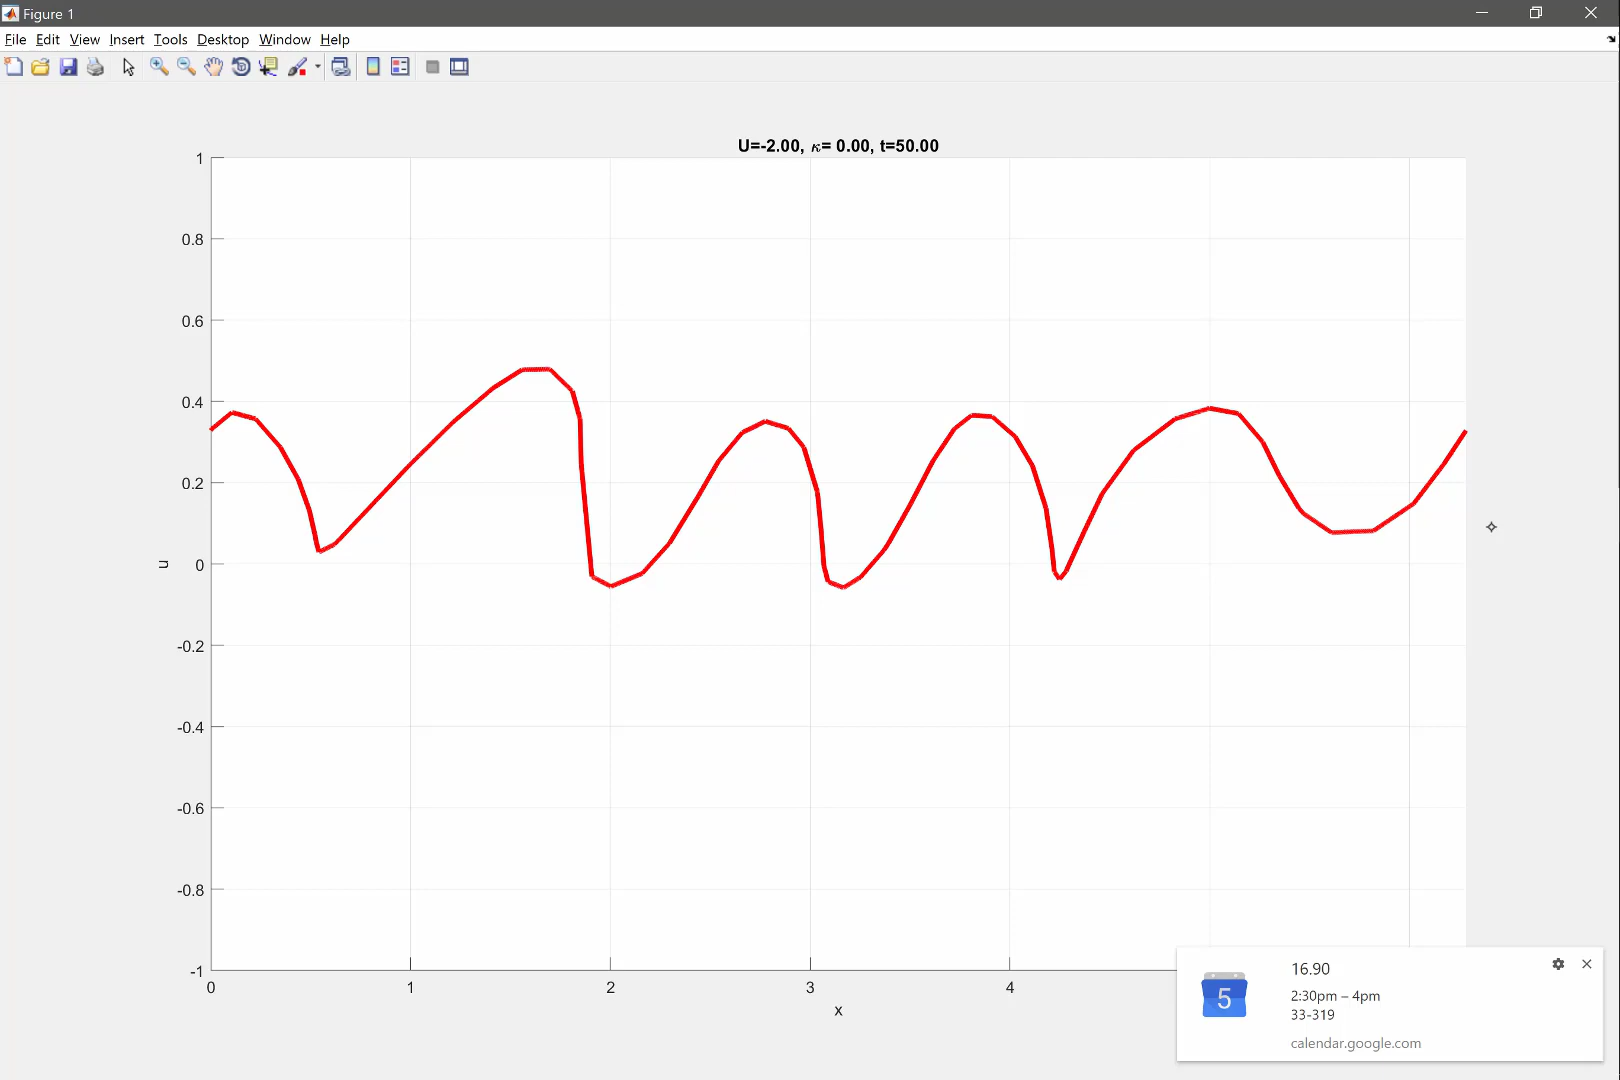 Figure 1
File Edit View Insert Tools Desktop Window Help
U=-2.00, κ= 0.00, t=50.00
1
0.8
0.6
0.4
0.2
0
-0.2
-0.4
-0.6
-0.8
-1
u
0 1 2 3 4
x
5
16.90
2:30pm – 4pm
33-319
calendar.google.com